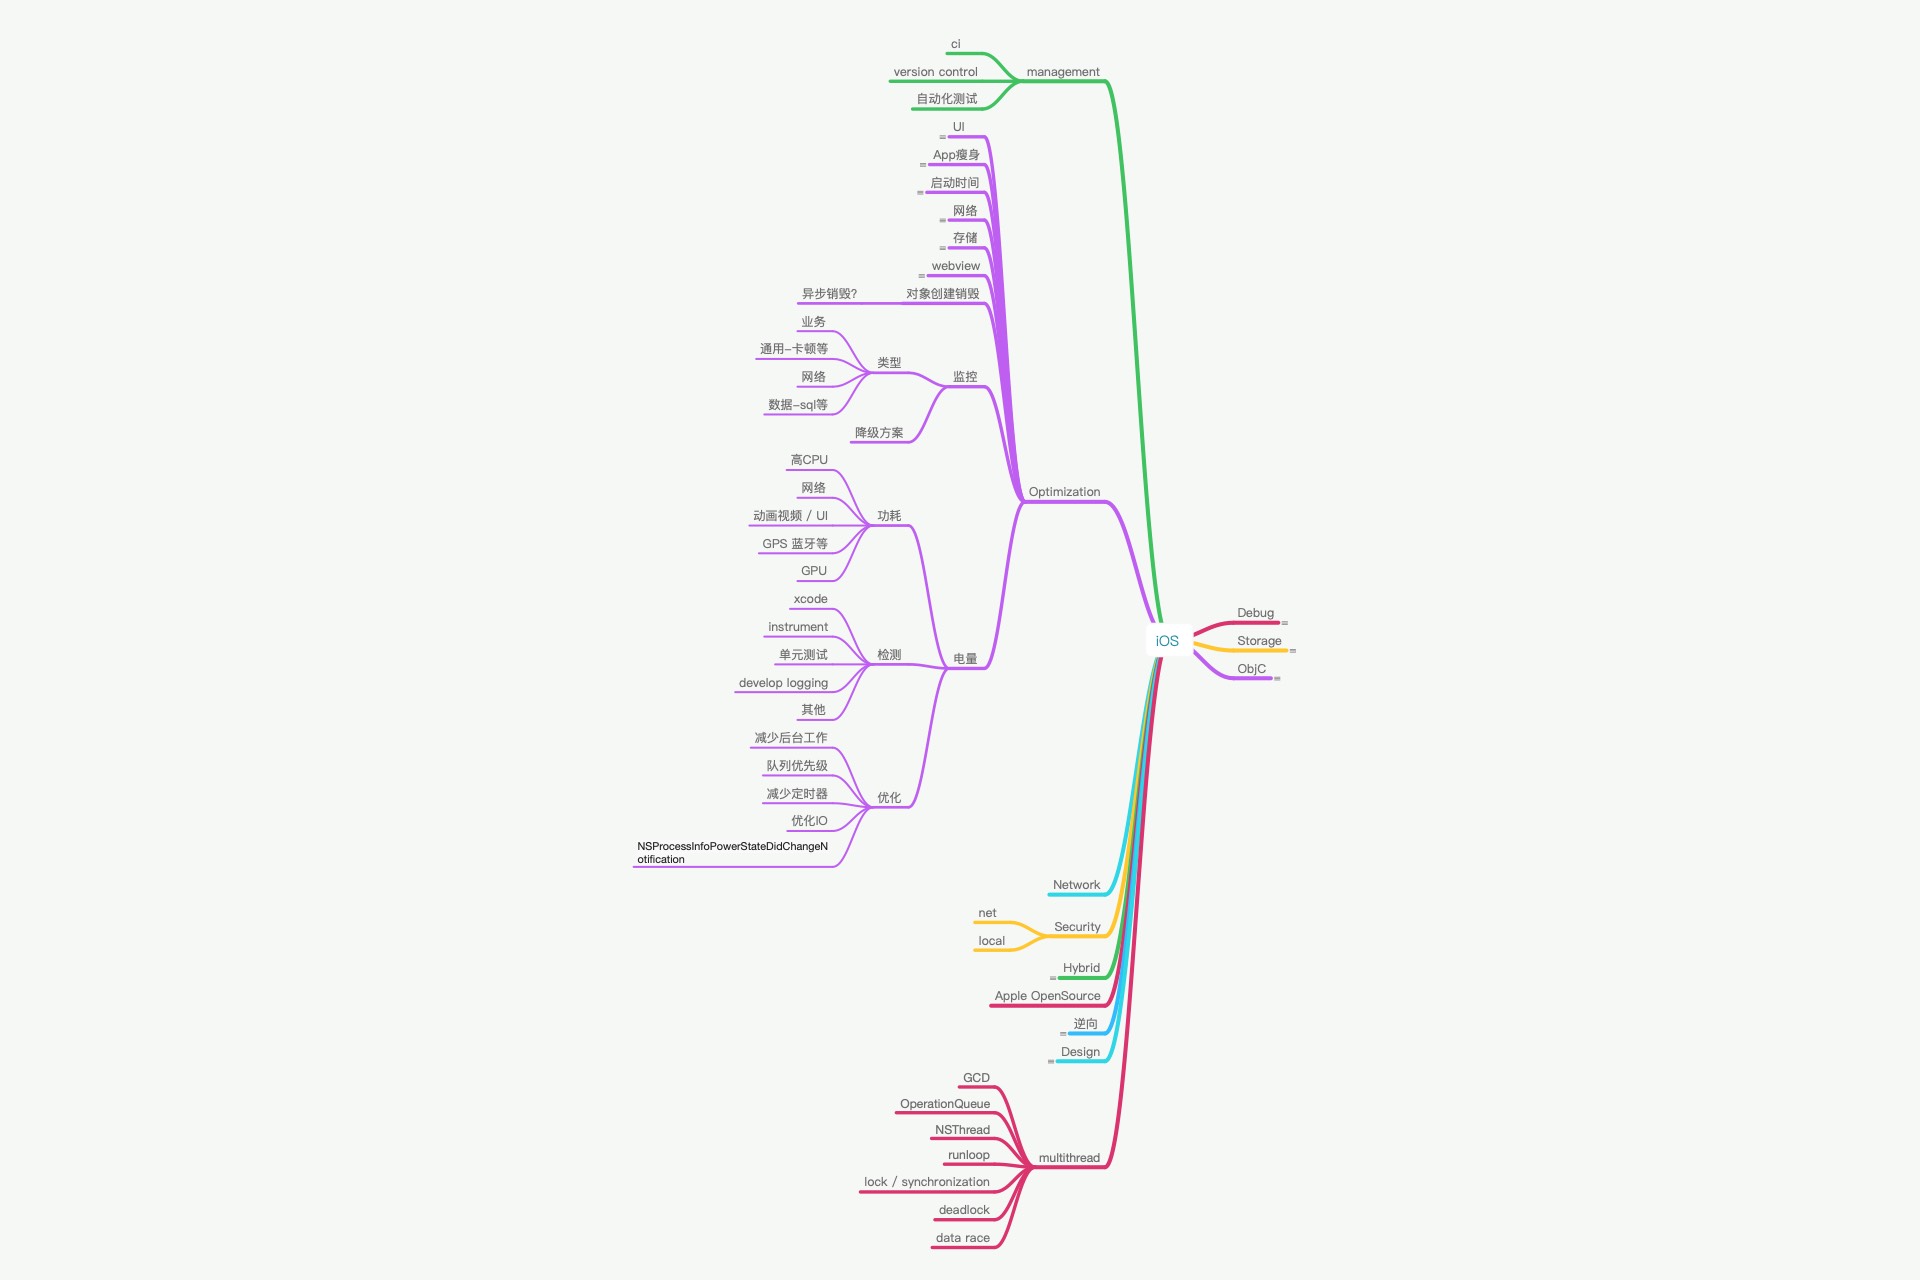 ci
version control
management
自动化测试
UI
App瘦身
启动时间
网络
存储
webview
异步销毁?
对象创建销毁
业务
通用-卡顿等
类型
网络
监控
数据-sql等
降级方案
高CPU
网络
Optimization
动画视频 / UI
功耗
GPS 蓝牙等
GPU
xcode
instrument
单元测试
检测
电量
develop logging
其他
减少后台工作
队列优先级
减少定时器
优化
优化IO
NSProcessInfoPowerStateDidChangeN
otification
iOS
Debug
Storage
ObjC
Network
net
Security
local
Hybrid
Apple OpenSource
逆向
Design
GCD
OperationQueue
NSThread
runloop
multithread
lock / synchronization
deadlock
data race